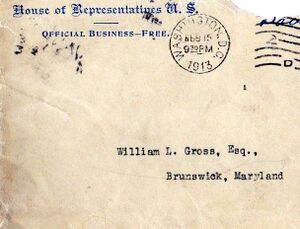 House of Representatives U. S.
OFFICIAL BUSINESS—FREE.
WASHINGTON, D.C.
1913
D
William L. Gross, Esq.,
Brunswick, Maryland